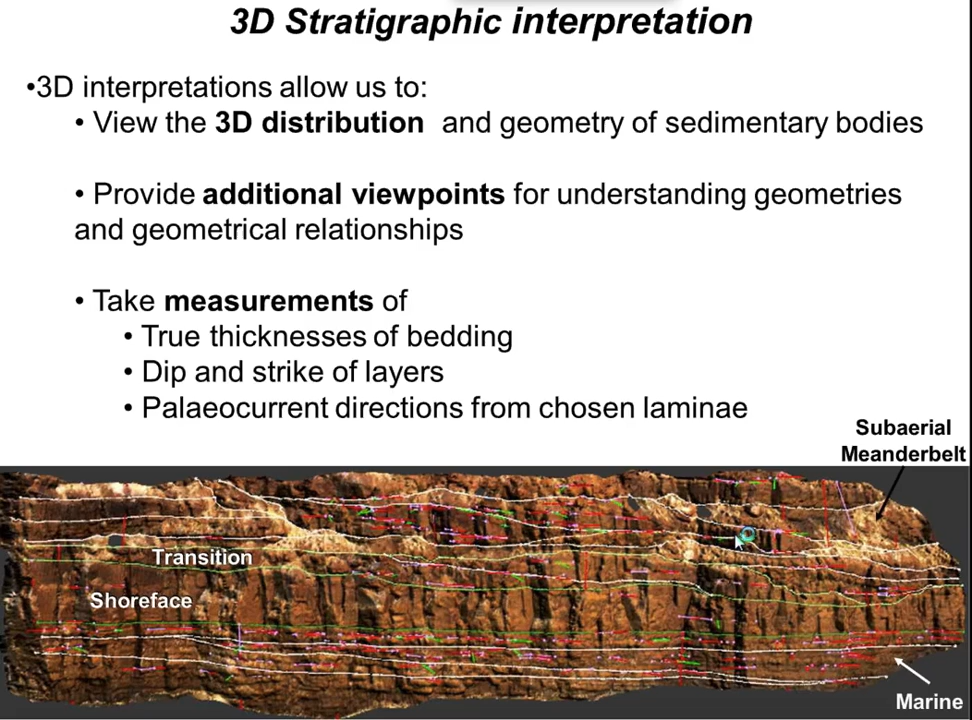 3D Stratigraphic interpretation
•3D interpretations allow us to:
• View the 3D distribution and geometry of sedimentary bodies
• Provide additional viewpoints for understanding geometries
and geometrical relationships
• Take measurements of
• True thicknesses of bedding
• Dip and strike of layers
• Palaeocurrent directions from chosen laminae
Subaerial
Meanderbelt
Transition
Shoreface
Marine